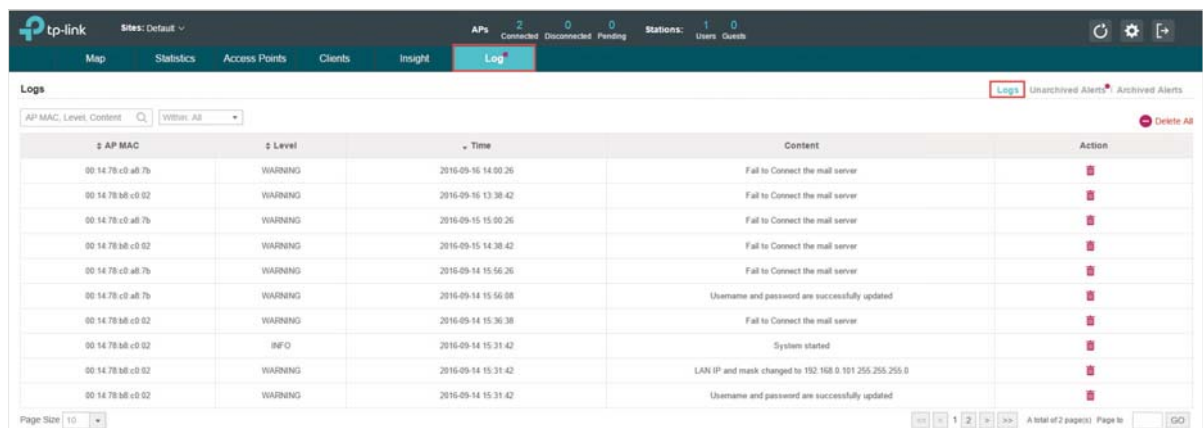 tp-link Sites: Default APs 2 Connected 0 Disconnected 0 Pending Stations: 1 Users 0 Guests
Map Statistics Access Points Clients Insight Log
Logs Logs Unarchived Alerts Archived Alerts
AP MAC, Level, Content Within: All Delete All
AP MAC Level Time Content Action
00:14:78:c0:a8:7b WARNING 2016-09-16 14:00:26 Fail to Connect the mail server
00:14:78:b8:c0:02 WARNING 2016-09-16 13:38:42 Fail to Connect the mail server
00:14:78:c0:a8:7b WARNING 2016-09-15 15:00:26 Fail to Connect the mail server
00:14:78:b8:c0:02 WARNING 2016-09-15 14:38:42 Fail to Connect the mail server
00:14:78:c0:a8:7b WARNING 2016-09-14 15:56:26 Fail to Connect the mail server
00:14:78:c0:a8:7b WARNING 2016-09-14 15:56:08 Username and password are successfully updated
00:14:78:b8:c0:02 WARNING 2016-09-14 15:36:38 Fail to Connect the mail server
00:14:78:b8:c0:02 INFO 2016-09-14 15:31:42 System started
00:14:78:b8:c0:02 WARNING 2016-09-14 15:31:42 LAN IP and mask changed to 192.168.0.101 255.255.255.0
00:14:78:b8:c0:02 WARNING 2016-09-14 15:31:42 Username and password are successfully updated
Page Size 10 << < 1 2 > >> A total of 2 page(s) Page to GO